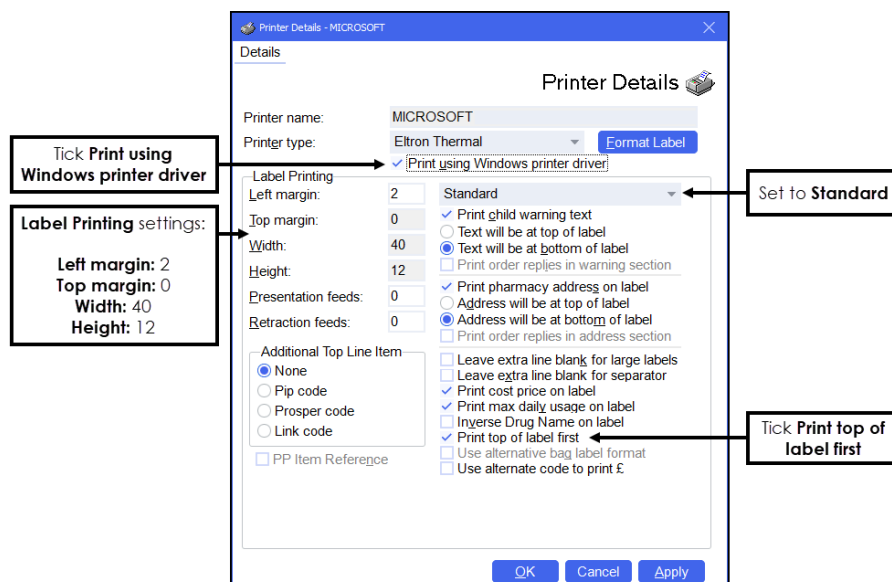 Printer Details - MICROSOFT
Details
Printer Details
Printer name:
MICROSOFT
Printer type:
Eltron Thermal
Format Label
Print using Windows printer driver
Tick Print using
Windows printer driver
Label Printing
Left margin:
2
Standard
Set to Standard
Label Printing settings:
Left margin: 2
Top margin: 0
Width: 40
Height: 12
Top margin:
0
Width:
40
Height:
12
Presentation feeds:
0
Retraction feeds:
0
Print child warning text
Text will be at top of label
Text will be at bottom of label
Print order replies in warning section
Print pharmacy address on label
Address will be at top of label
Address will be at bottom of label
Print order replies in address section
Additional Top Line Item
None
Pip code
Prosper code
Link code
PP Item Reference
Leave extra line blank for large labels
Leave extra line blank for separator
Print cost price on label
Print max daily usage on label
Inverse Drug Name on label
Print top of label first
Use alternative bag label format
Use alternate code to print £
Tick Print top of
label first
OK
Cancel
Apply